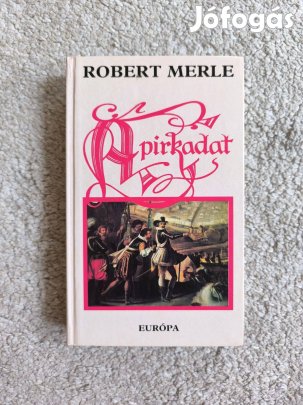 Jófogás
ROBERT MERLE
A pirkadat
EURÓPA